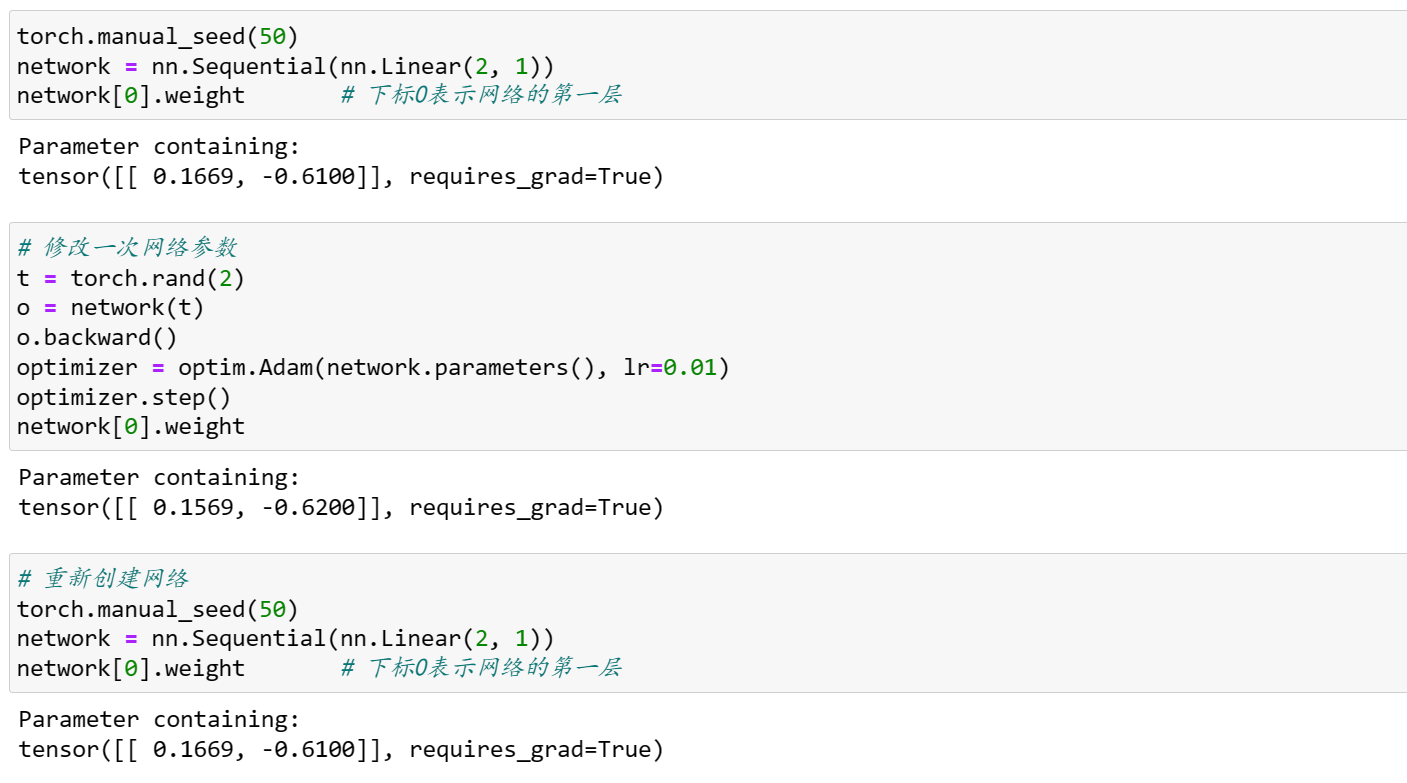 torch.manual_seed(50)
network = nn.Sequential(nn.Linear(2, 1))
network[0].weight       # 下标0表示网络的第一层
Parameter containing:
tensor([[ 0.1669, -0.6100]], requires_grad=True)
# 修改一次网络参数
t = torch.rand(2)
o = network(t)
o.backward()
optimizer = optim.Adam(network.parameters(), lr=0.01)
optimizer.step()
network[0].weight
Parameter containing:
tensor([[ 0.1569, -0.6200]], requires_grad=True)
# 重新创建网络
torch.manual_seed(50)
network = nn.Sequential(nn.Linear(2, 1))
network[0].weight       # 下标0表示网络的第一层
Parameter containing:
tensor([[ 0.1669, -0.6100]], requires_grad=True)